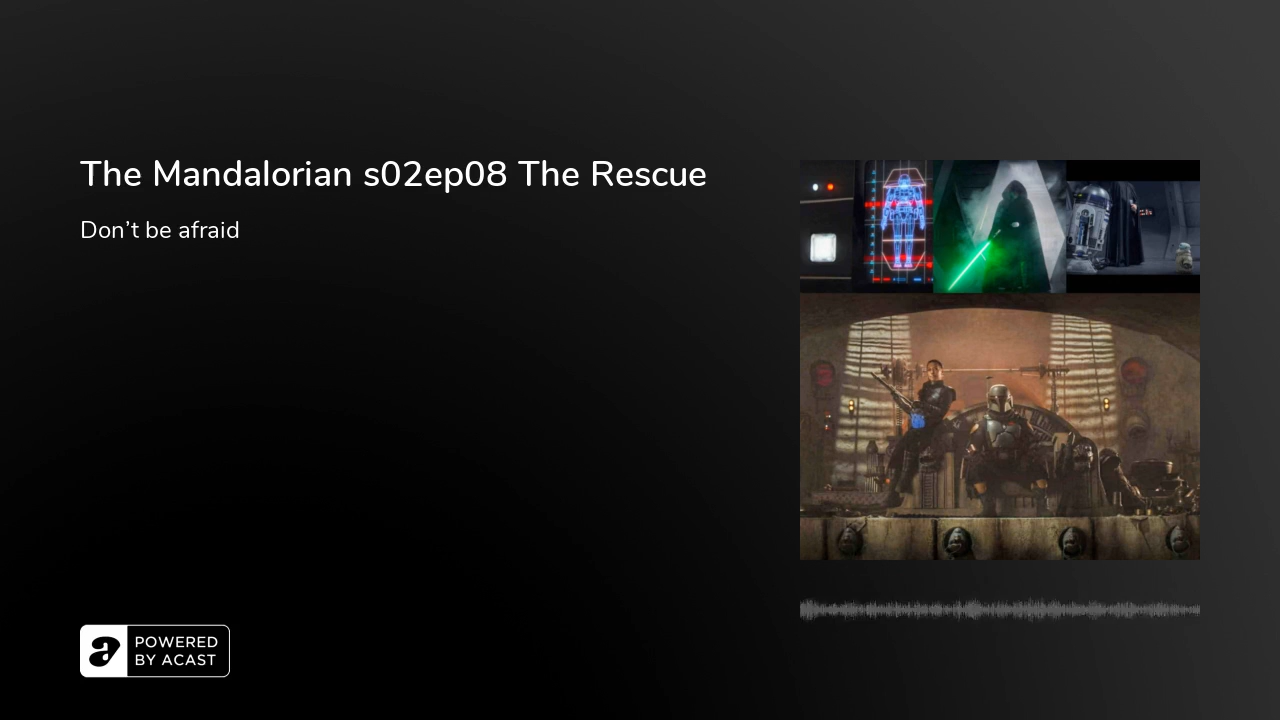 The Mandalorian s02ep08 The Rescue
Don’t be afraid
POWERED
BY ACAST